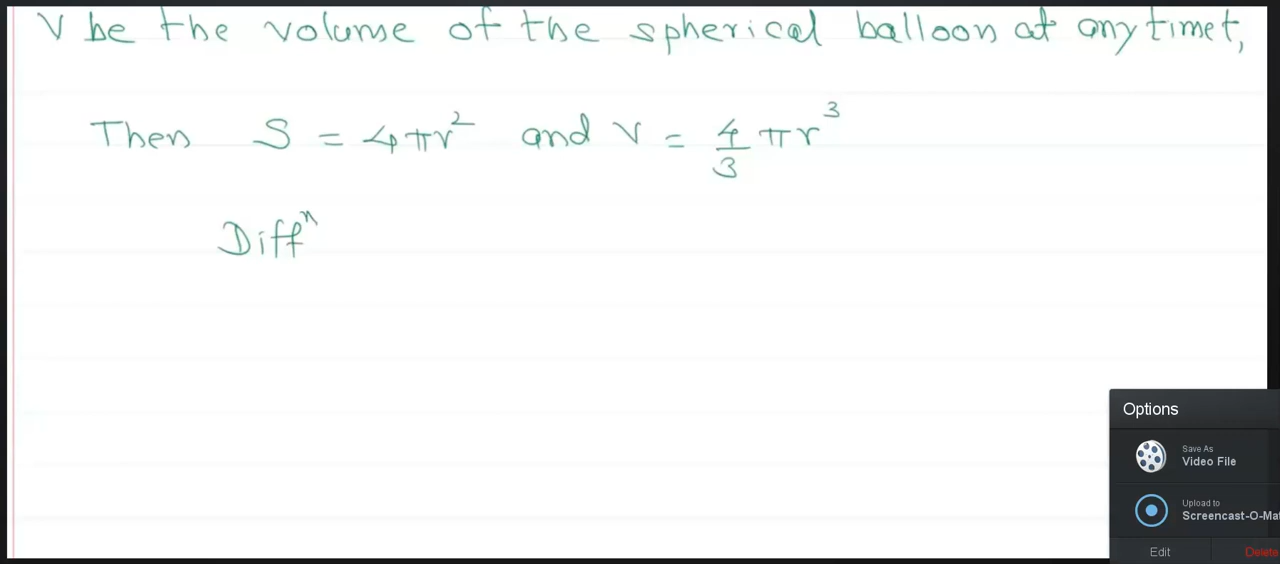 V be the volume of the spherical balloon at any time t,
Then S = 4πr² and V = 4/3 πr³
Diffⁿ
Options
Save As
Video File
Upload to
Screencast-O-Mat
Edit Delete